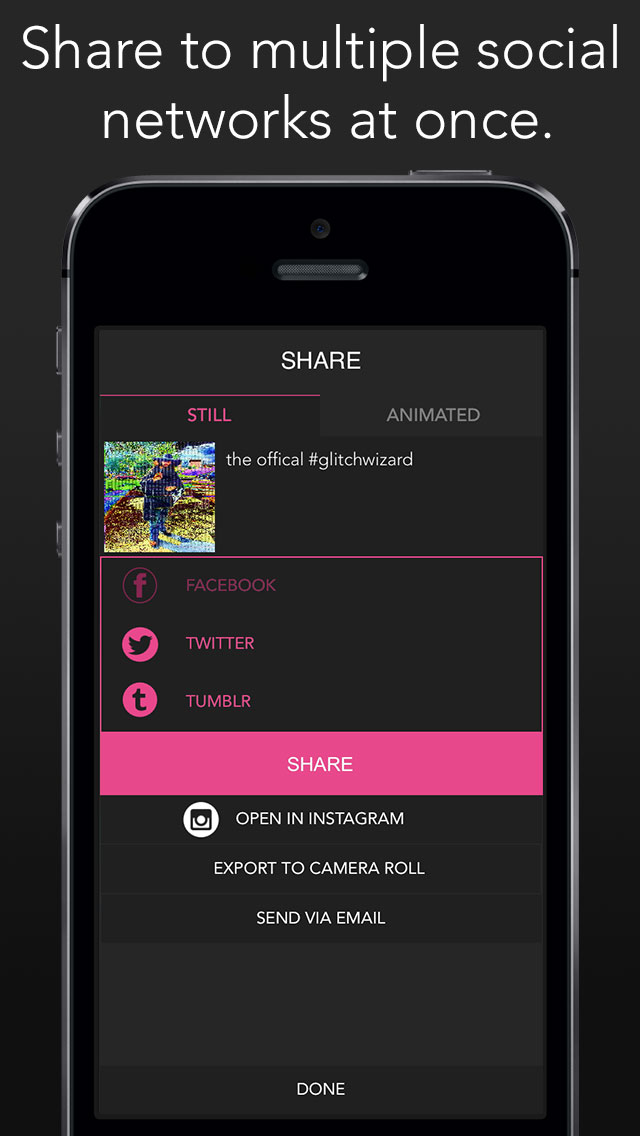 Share to multiple social
networks at once.
SHARE
STILL
ANIMATED
the offical #glitchwizard
FACEBOOK
TWITTER
TUMBLR
SHARE
OPEN IN INSTAGRAM
EXPORT TO CAMERA ROLL
SEND VIA EMAIL
DONE